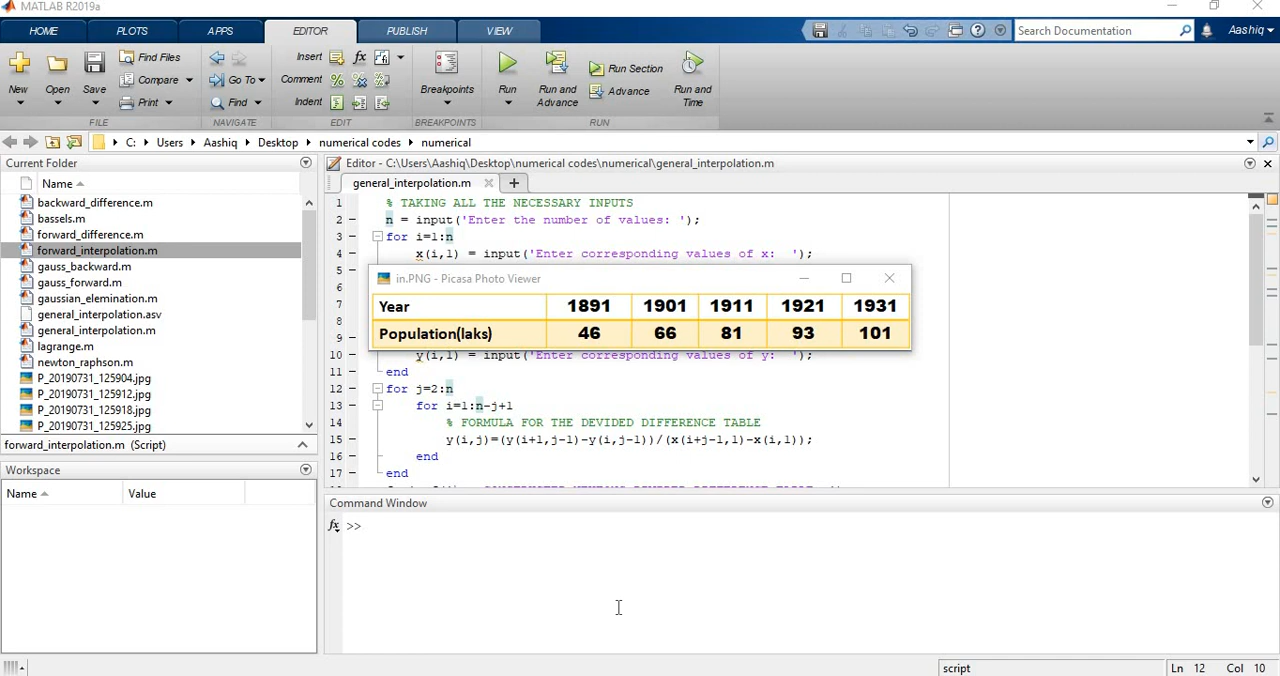 MATLAB R2019a
HOME PLOTS APPS EDITOR PUBLISH VIEW Search Documentation Aashiq
New Open Save Find Files Compare Print
Insert fx Comment Indent
Go To Find
Breakpoints Run Run and Advance Run Section Advance Run and Time
FILE NAVIGATE EDIT BREAKPOINTS RUN
C: Users Aashiq Desktop numerical codes numerical
Current Folder
Name
backward_difference.m
bassels.m
forward_difference.m
forward_interpolation.m
gauss_backward.m
gauss_forward.m
gaussian_elemination.m
general_interpolation.asv
general_interpolation.m
lagrange.m
newton_raphson.m
P_20190731_125904.jpg
P_20190731_125912.jpg
P_20190731_125918.jpg
P_20190731_125925.jpg
forward_interpolation.m (Script)
Workspace
Name Value
Editor - C:\Users\Aashiq\Desktop\numerical codes\numerical\general_interpolation.m
general_interpolation.m
1 % TAKING ALL THE NECESSARY INPUTS
2 n = input('Enter the number of values: ');
3 for i=1:n
4 x(i,1) = input('Enter corresponding values of x:  ');
5
6
7
8
9
in.PNG - Picasa Photo Viewer
Year 1891 1901 1911 1921 1931
Population(laks) 46 66 81 93 101
10 y(i,1) = input('Enter corresponding values of y:  ');
11 end
12 for j=2:n
13 for i=1:n-j+1
14 % FORMULA FOR THE DEVIDED DIFFERENCE TABLE
15 y(i,j)=(y(i+1,j-1)-y(i,j-1))/(x(i+j-1,1)-x(i,1));
16 end
17 end
Command Window
fx >>
script Ln 12 Col 10